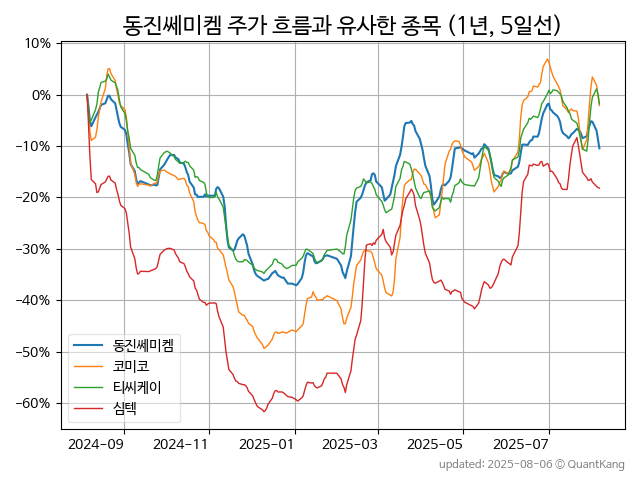 동진쎄미켐 주가 흐름과 유사한 종목 (1년, 5일선)
10%
0%
−10%
−20%
−30%
−40%
−50%
−60%
동진쎄미켐
코미코
티씨케이
심텍
2024-09
2024-11
2025-01
2025-03
2025-05
2025-07
updated: 2025-08-06 © QuantKang